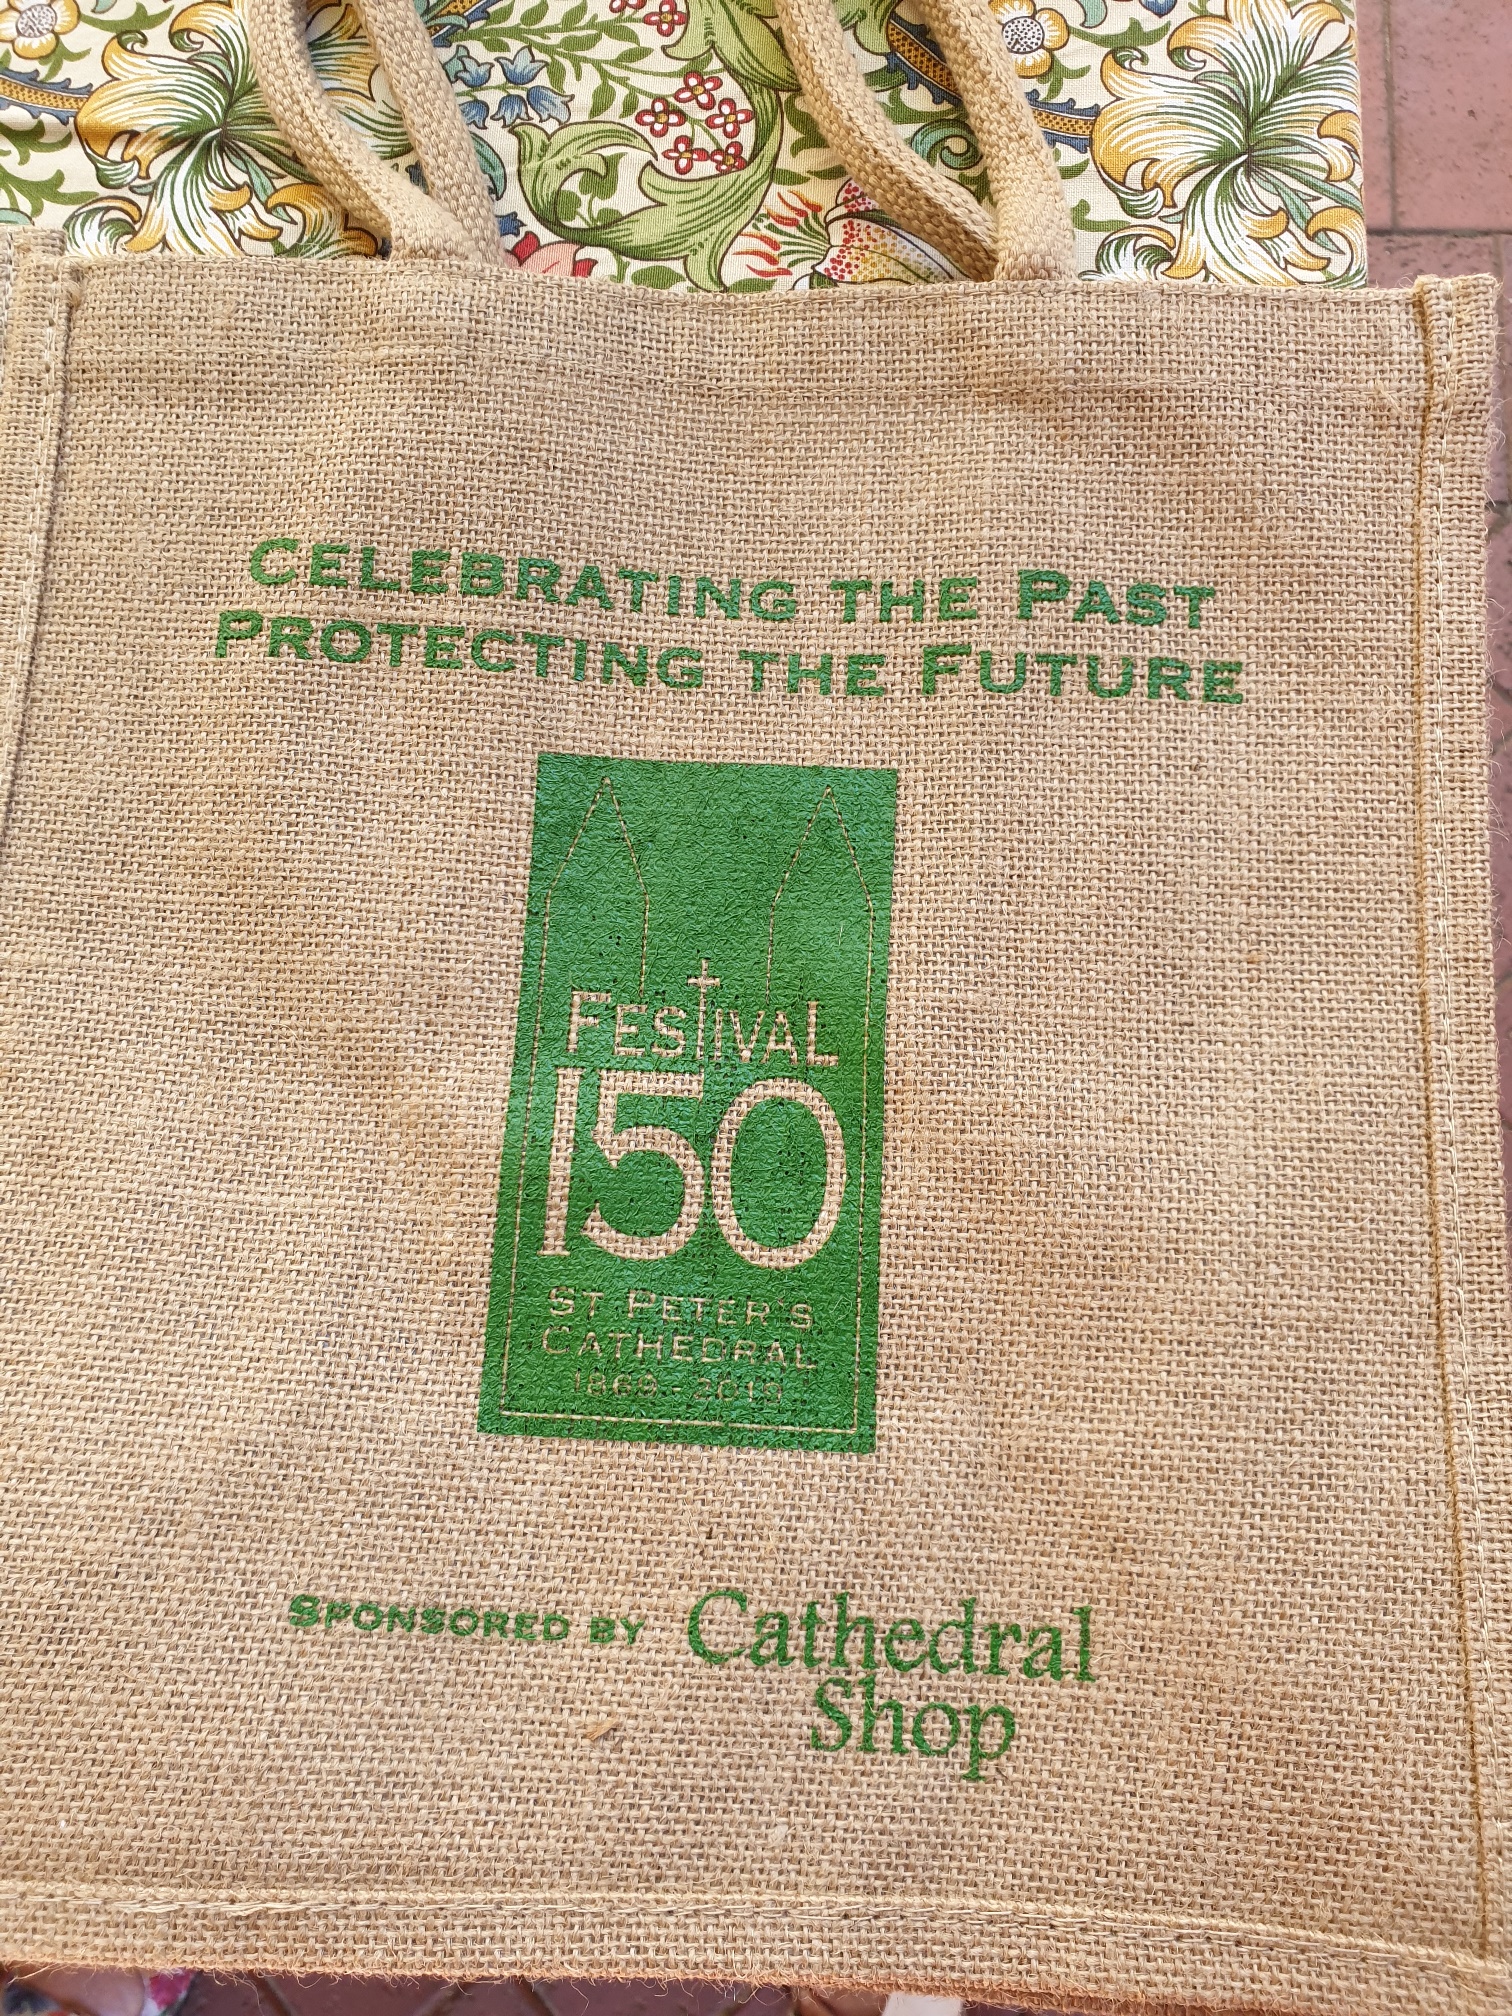 Celebrating the Past
Protecting the Future
Festival
150
St Peter's
Cathedral
1869 - 2019
Sponsored by Cathedral
Shop